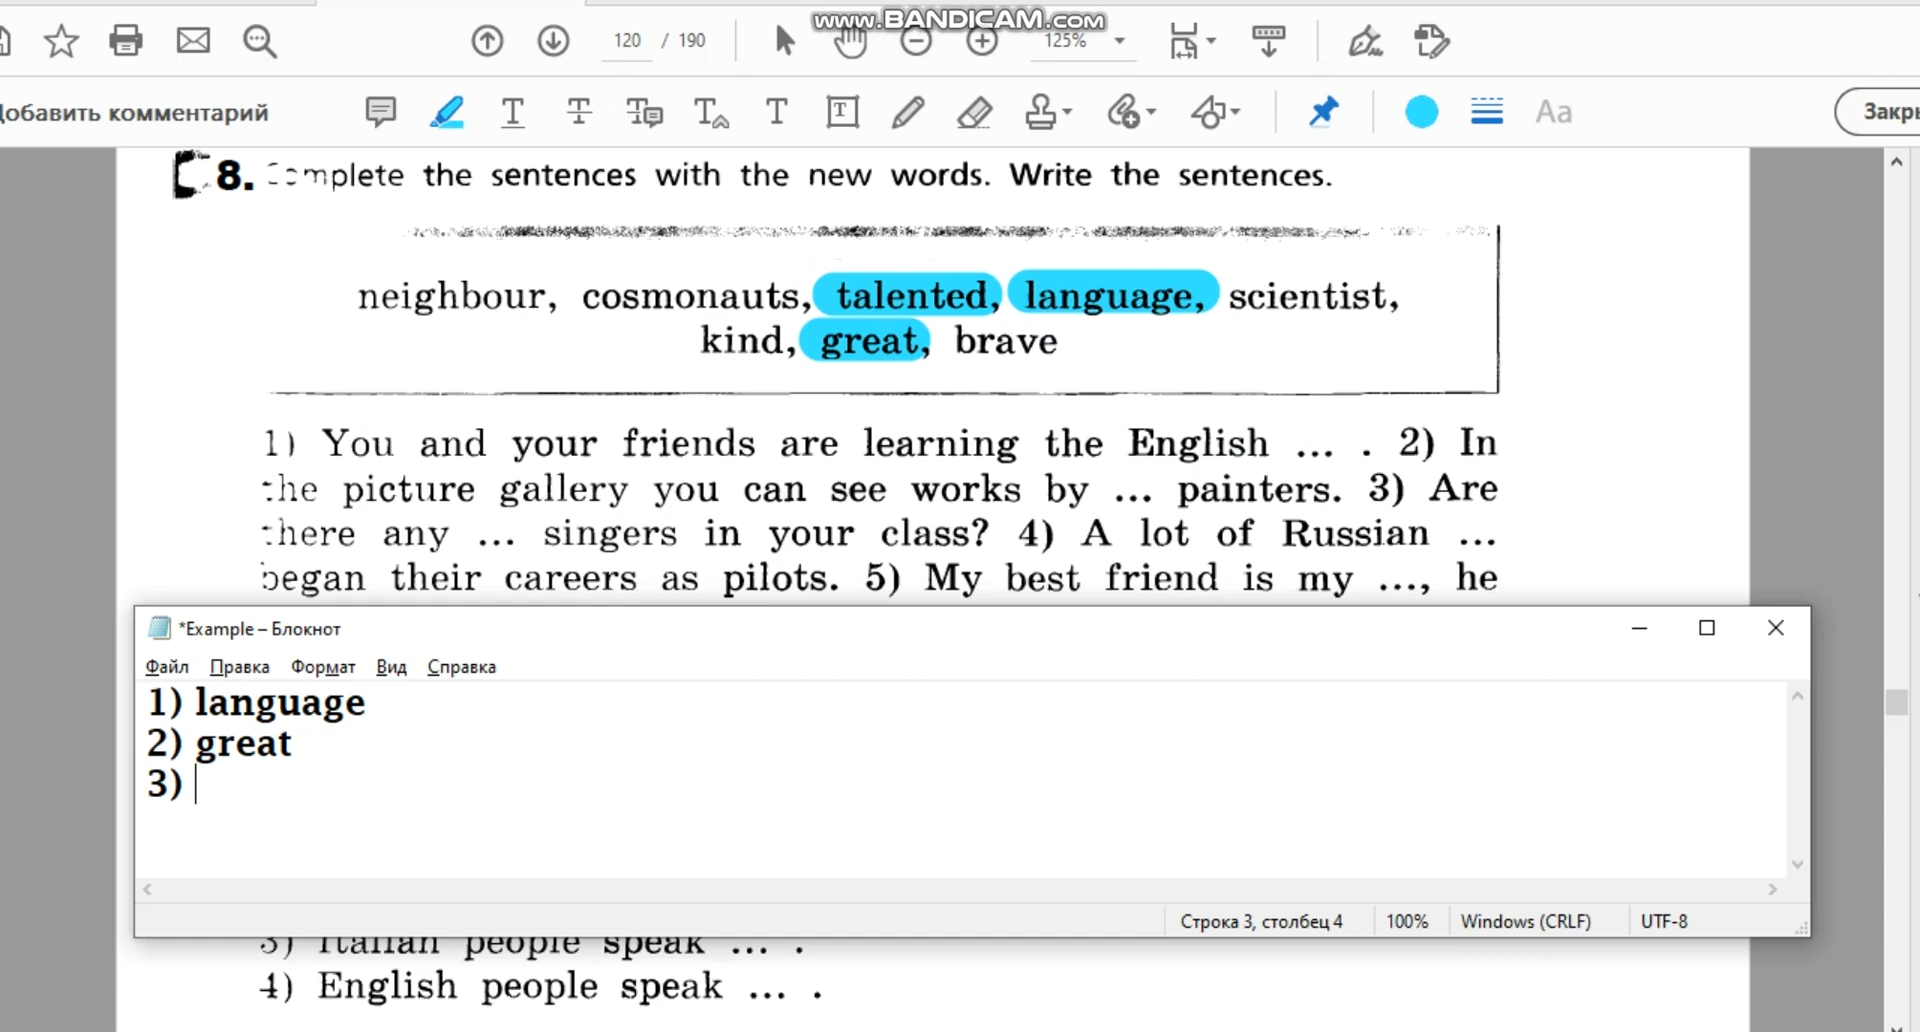 www.BANDICAM.com
120 / 190
125%
Добавить комментарий
Aa
8. Complete the sentences with the new words. Write the sentences.
neighbour, cosmonauts, talented, language, scientist,
kind, great, brave
1) You and your friends are learning the English ... . 2) In
the picture gallery you can see works by ... painters. 3) Are
there any ... singers in your class? 4) A lot of Russian ...
began their careers as pilots. 5) My best friend is my ..., he
*Example – Блокнот
Файл Правка Формат Вид Справка
1) language
2) great
3)
Строка 3, столбец 4 100% Windows (CRLF) UTF-8
3) Italian people speak ... .
4) English people speak ... .